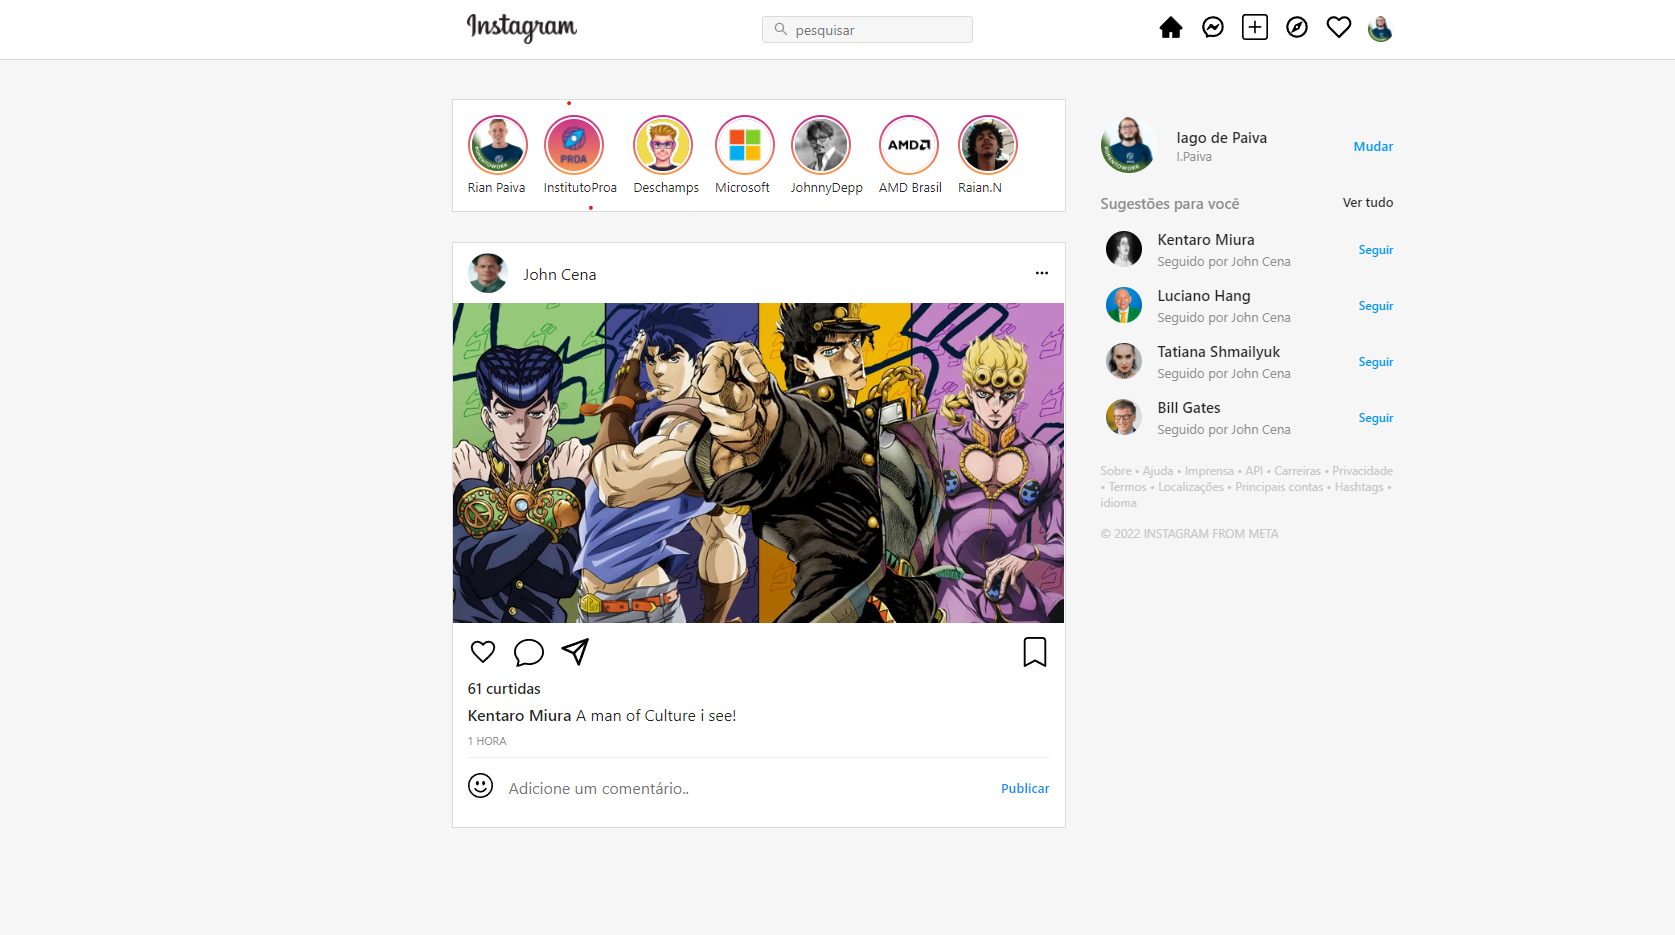 Instagram
pesquisar
PROA
AMD
Rian Paiva
InstitutoProa
Deschamps
Microsoft
JohnnyDepp
AMD Brasil
Raian.N
John Cena
61 curtidas
Kentaro Miura A man of Culture i see!
1 HORA
Adicione um comentário..
Publicar
Iago de Paiva
I.Paiva
Mudar
Sugestões para você
Ver tudo
Kentaro Miura
Seguido por John Cena
Seguir
Luciano Hang
Seguido por John Cena
Seguir
Tatiana Shmailyuk
Seguido por John Cena
Seguir
Bill Gates
Seguido por John Cena
Seguir
Sobre • Ajuda • Imprensa • API • Carreiras • Privacidade
• Termos • Localizações • Principais contas • Hashtags •
idioma
© 2022 INSTAGRAM FROM META